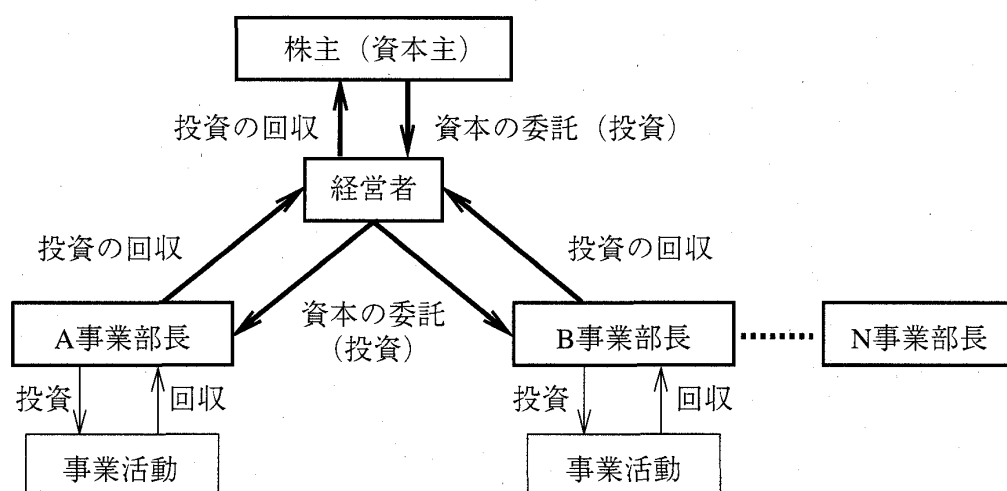 株主（資本主）
投資の回収
資本の委託（投資）
経営者
投資の回収
投資の回収
資本の委託
（投資）
A事業部長
B事業部長
N事業部長
投資
回収
投資
回収
事業活動
事業活動